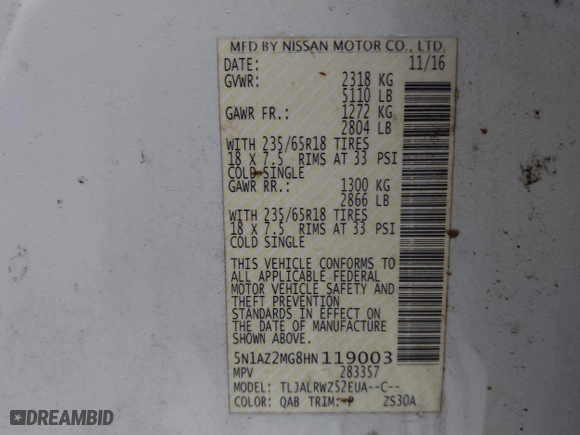 MFD BY NISSAN MOTOR CO., LTD.
DATE: 11/16
GVWR: 2318 KG
5110 LB
GAWR FR.: 1272 KG
2804 LB
WITH 235/65R18 TIRES
18 X 7.5 RIMS AT 33 PSI
COLD SINGLE
GAWR RR.: 1300 KG
2866 LB
WITH 235/65R18 TIRES
18 X 7.5 RIMS AT 33 PSI
COLD SINGLE
THIS VEHICLE CONFORMS TO
ALL APPLICABLE FEDERAL
MOTOR VEHICLE SAFETY AND
THEFT PREVENTION
STANDARDS IN EFFECT ON
THE DATE OF MANUFACTURE
SHOWN ABOVE.
5N1AZ2MG8HN119003
MPV 283357
MODEL: TLJALRWZ52EUA--C--
COLOR: QAB TRIM: P ZS30A
DREAMBID